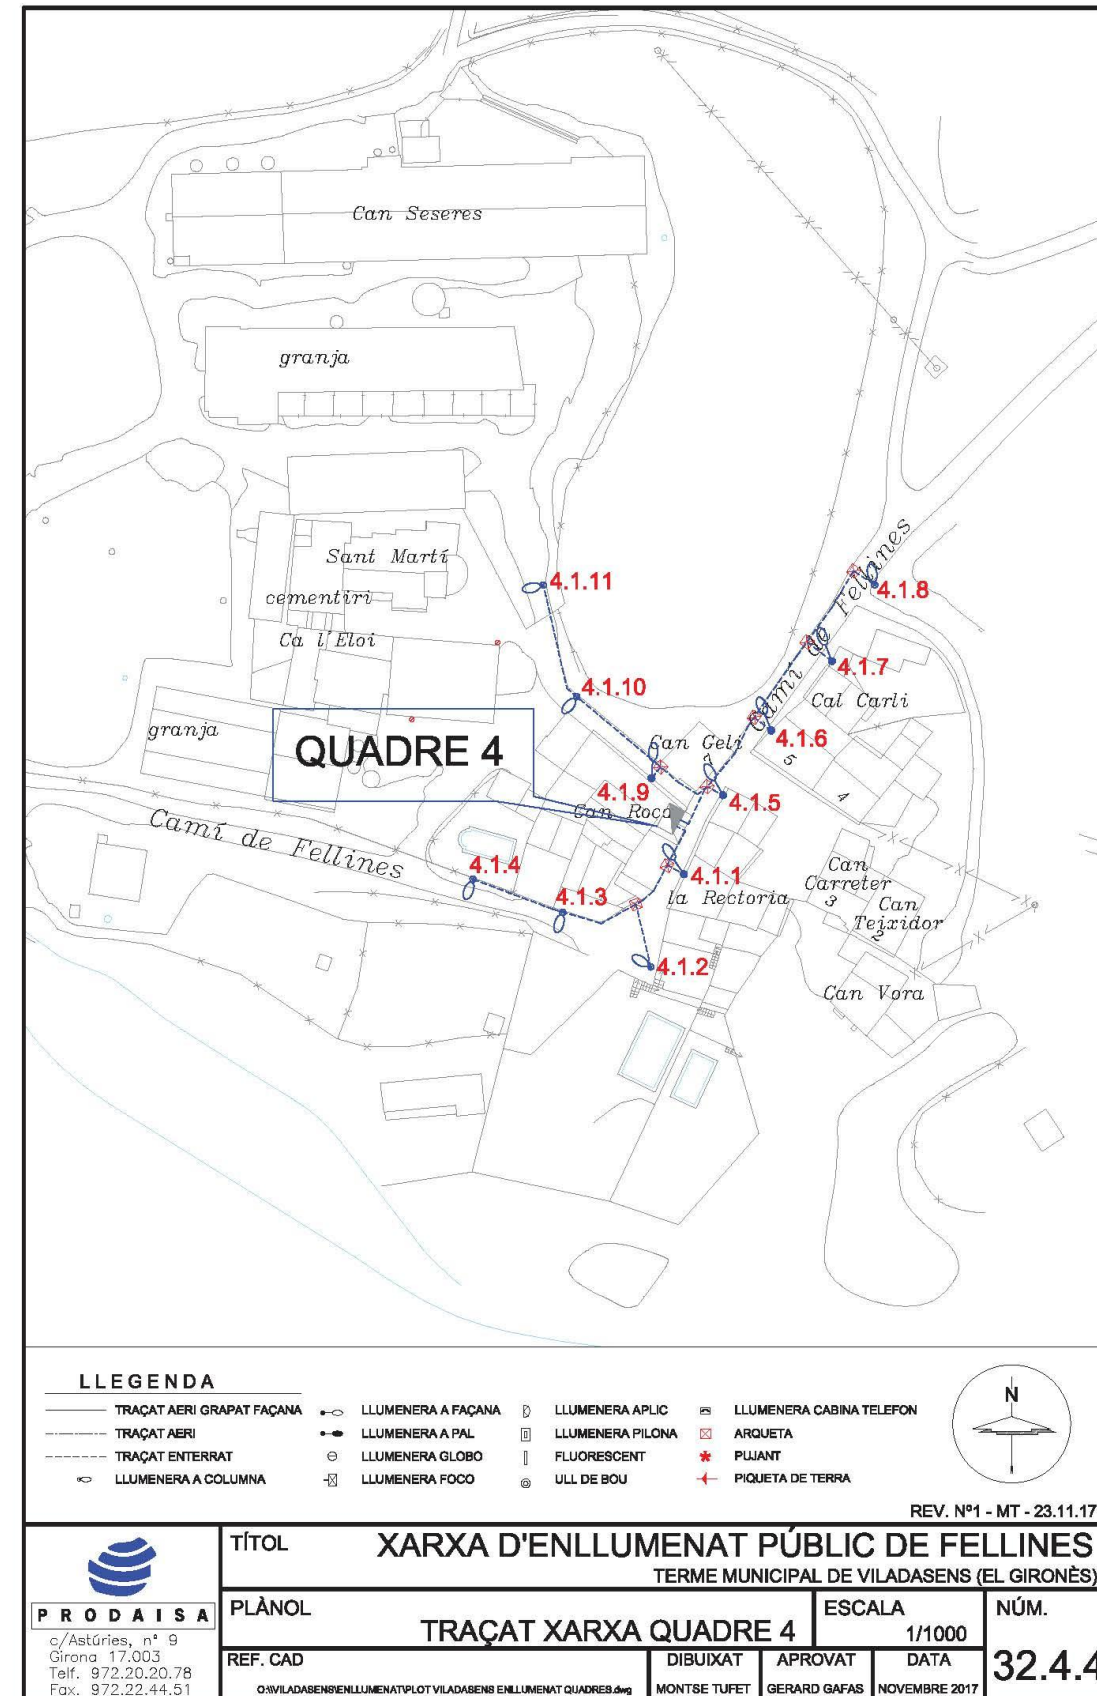 Can Seseres
granja
Sant Martí
cementiri
Ca l'Eloi
granja
QUADRE 4
4.1.11
4.1.10
4.1.9
Camí de Fellines
4.1.8
4.1.7
Cal Carli
4.1.6
Can Geli
5
4
4.1.5
Can Roca
Camí de Fellines
4.1.4
4.1.3
4.1.1
la Rectoria
4.1.2
Can
Carreter
3
Can
Teixidor
2
Can Vora
LLEGENDA
TRAÇAT AERI GRAPAT FAÇANA
TRAÇAT AERI
TRAÇAT ENTERRAT
LLUMENERA A COLUMNA
LLUMENERA A FAÇANA
LLUMENERA A PAL
LLUMENERA GLOBO
LLUMENERA FOCO
LLUMENERA APLIC
LLUMENERA PILONA
FLUORESCENT
ULL DE BOU
LLUMENERA CABINA TELEFON
ARQUETA
PUJANT
PIQUETA DE TERRA
N
REV. Nº1 - MT - 23.11.17
PRODAISA
c/Astúries, nº 9
Girona 17.003
Telf. 972.20.20.78
Fax. 972.22.44.51
TÍTOL
XARXA D'ENLLUMENAT PÚBLIC DE FELLINES
TERME MUNICIPAL DE VILADASENS (EL GIRONÈS)
PLÀNOL
TRAÇAT XARXA QUADRE 4
ESCALA
1/1000
NÚM.
32.4.4
REF. CAD
O:\VILADASENS\ENLLUMENAT\PLOT VILADASENS ENLLUMENAT QUADRES.dwg
DIBUIXAT
MONTSE TUFET
APROVAT
GERARD GAFAS
DATA
NOVEMBRE 2017